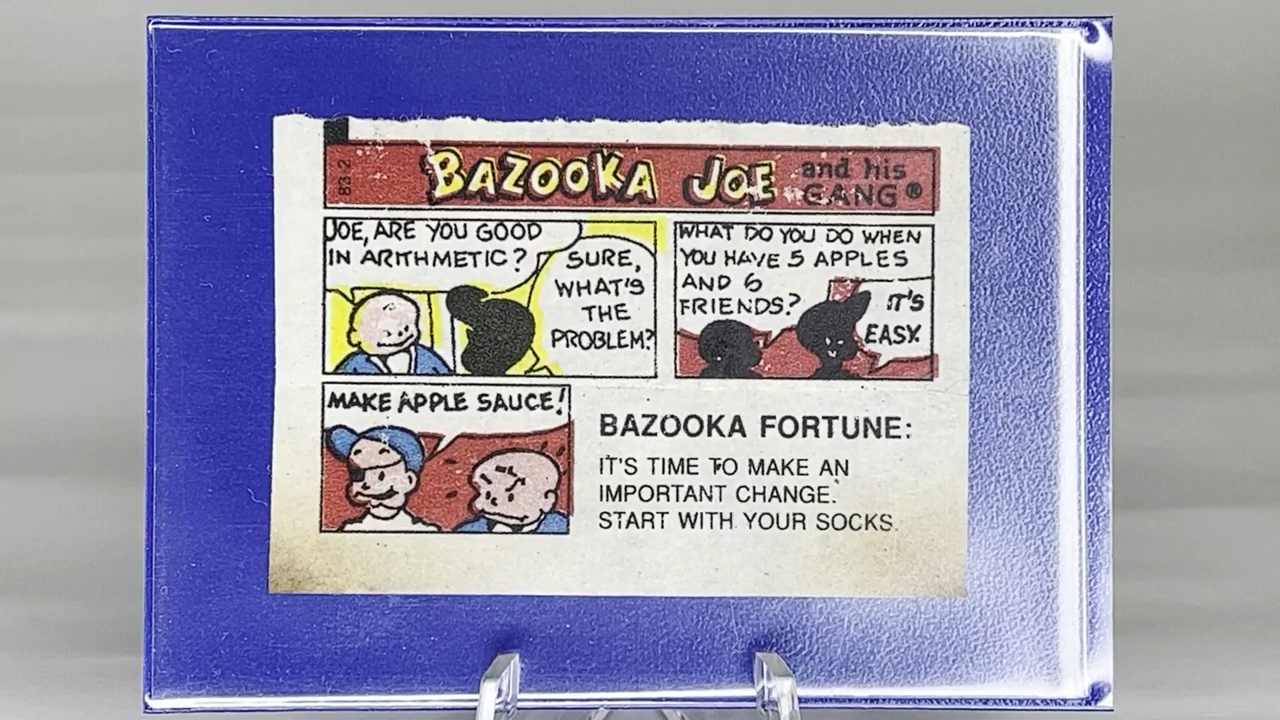 83-2
BAZOOKA JOE and his
GANG®
JOE, ARE YOU GOOD
IN ARITHMETIC?
SURE,
WHAT'S
THE
PROBLEM?
WHAT DO YOU DO WHEN
YOU HAVE 5 APPLES
AND 6
FRIENDS?
IT'S
EASY.
MAKE APPLE SAUCE!
BAZOOKA FORTUNE:
IT'S TIME TO MAKE AN
IMPORTANT CHANGE.
START WITH YOUR SOCKS.